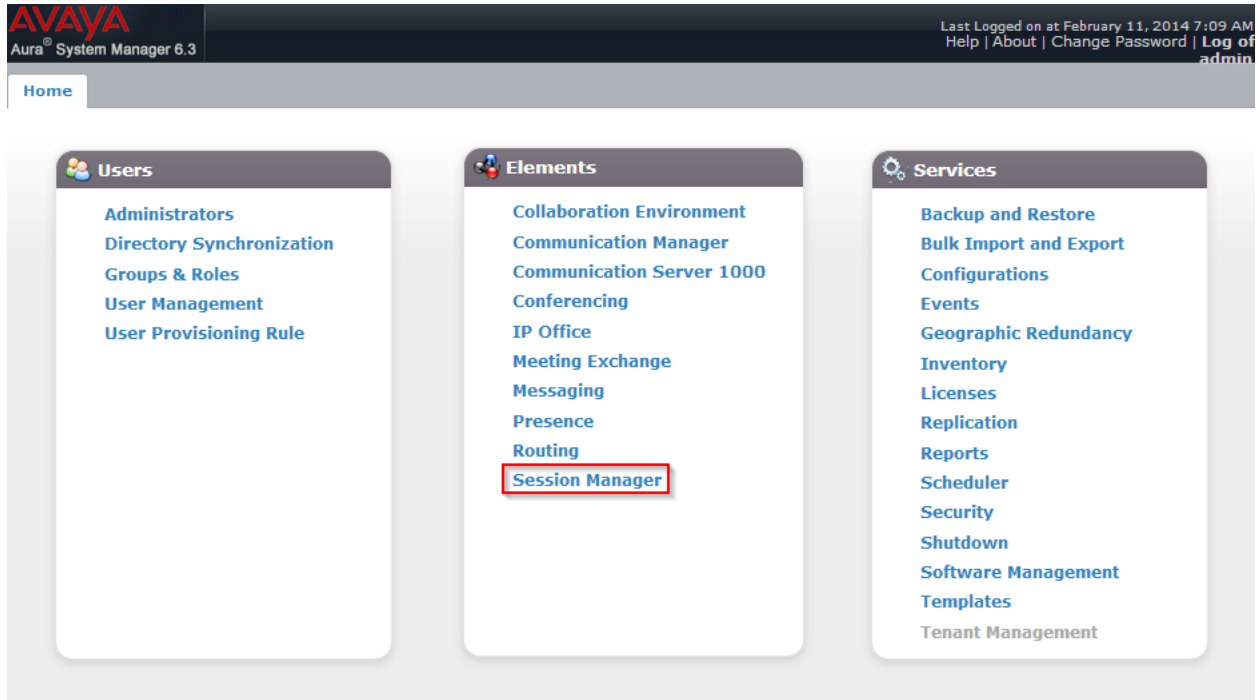 AVAYA
Aura® System Manager 6.3
Last Logged on at February 11, 2014 7:09 AM
Help | About | Change Password | Log of
admin
Home
Users
Administrators
Directory Synchronization
Groups & Roles
User Management
User Provisioning Rule
Elements
Collaboration Environment
Communication Manager
Communication Server 1000
Conferencing
IP Office
Meeting Exchange
Messaging
Presence
Routing
Session Manager
Services
Backup and Restore
Bulk Import and Export
Configurations
Events
Geographic Redundancy
Inventory
Licenses
Replication
Reports
Scheduler
Security
Shutdown
Software Management
Templates
Tenant Management